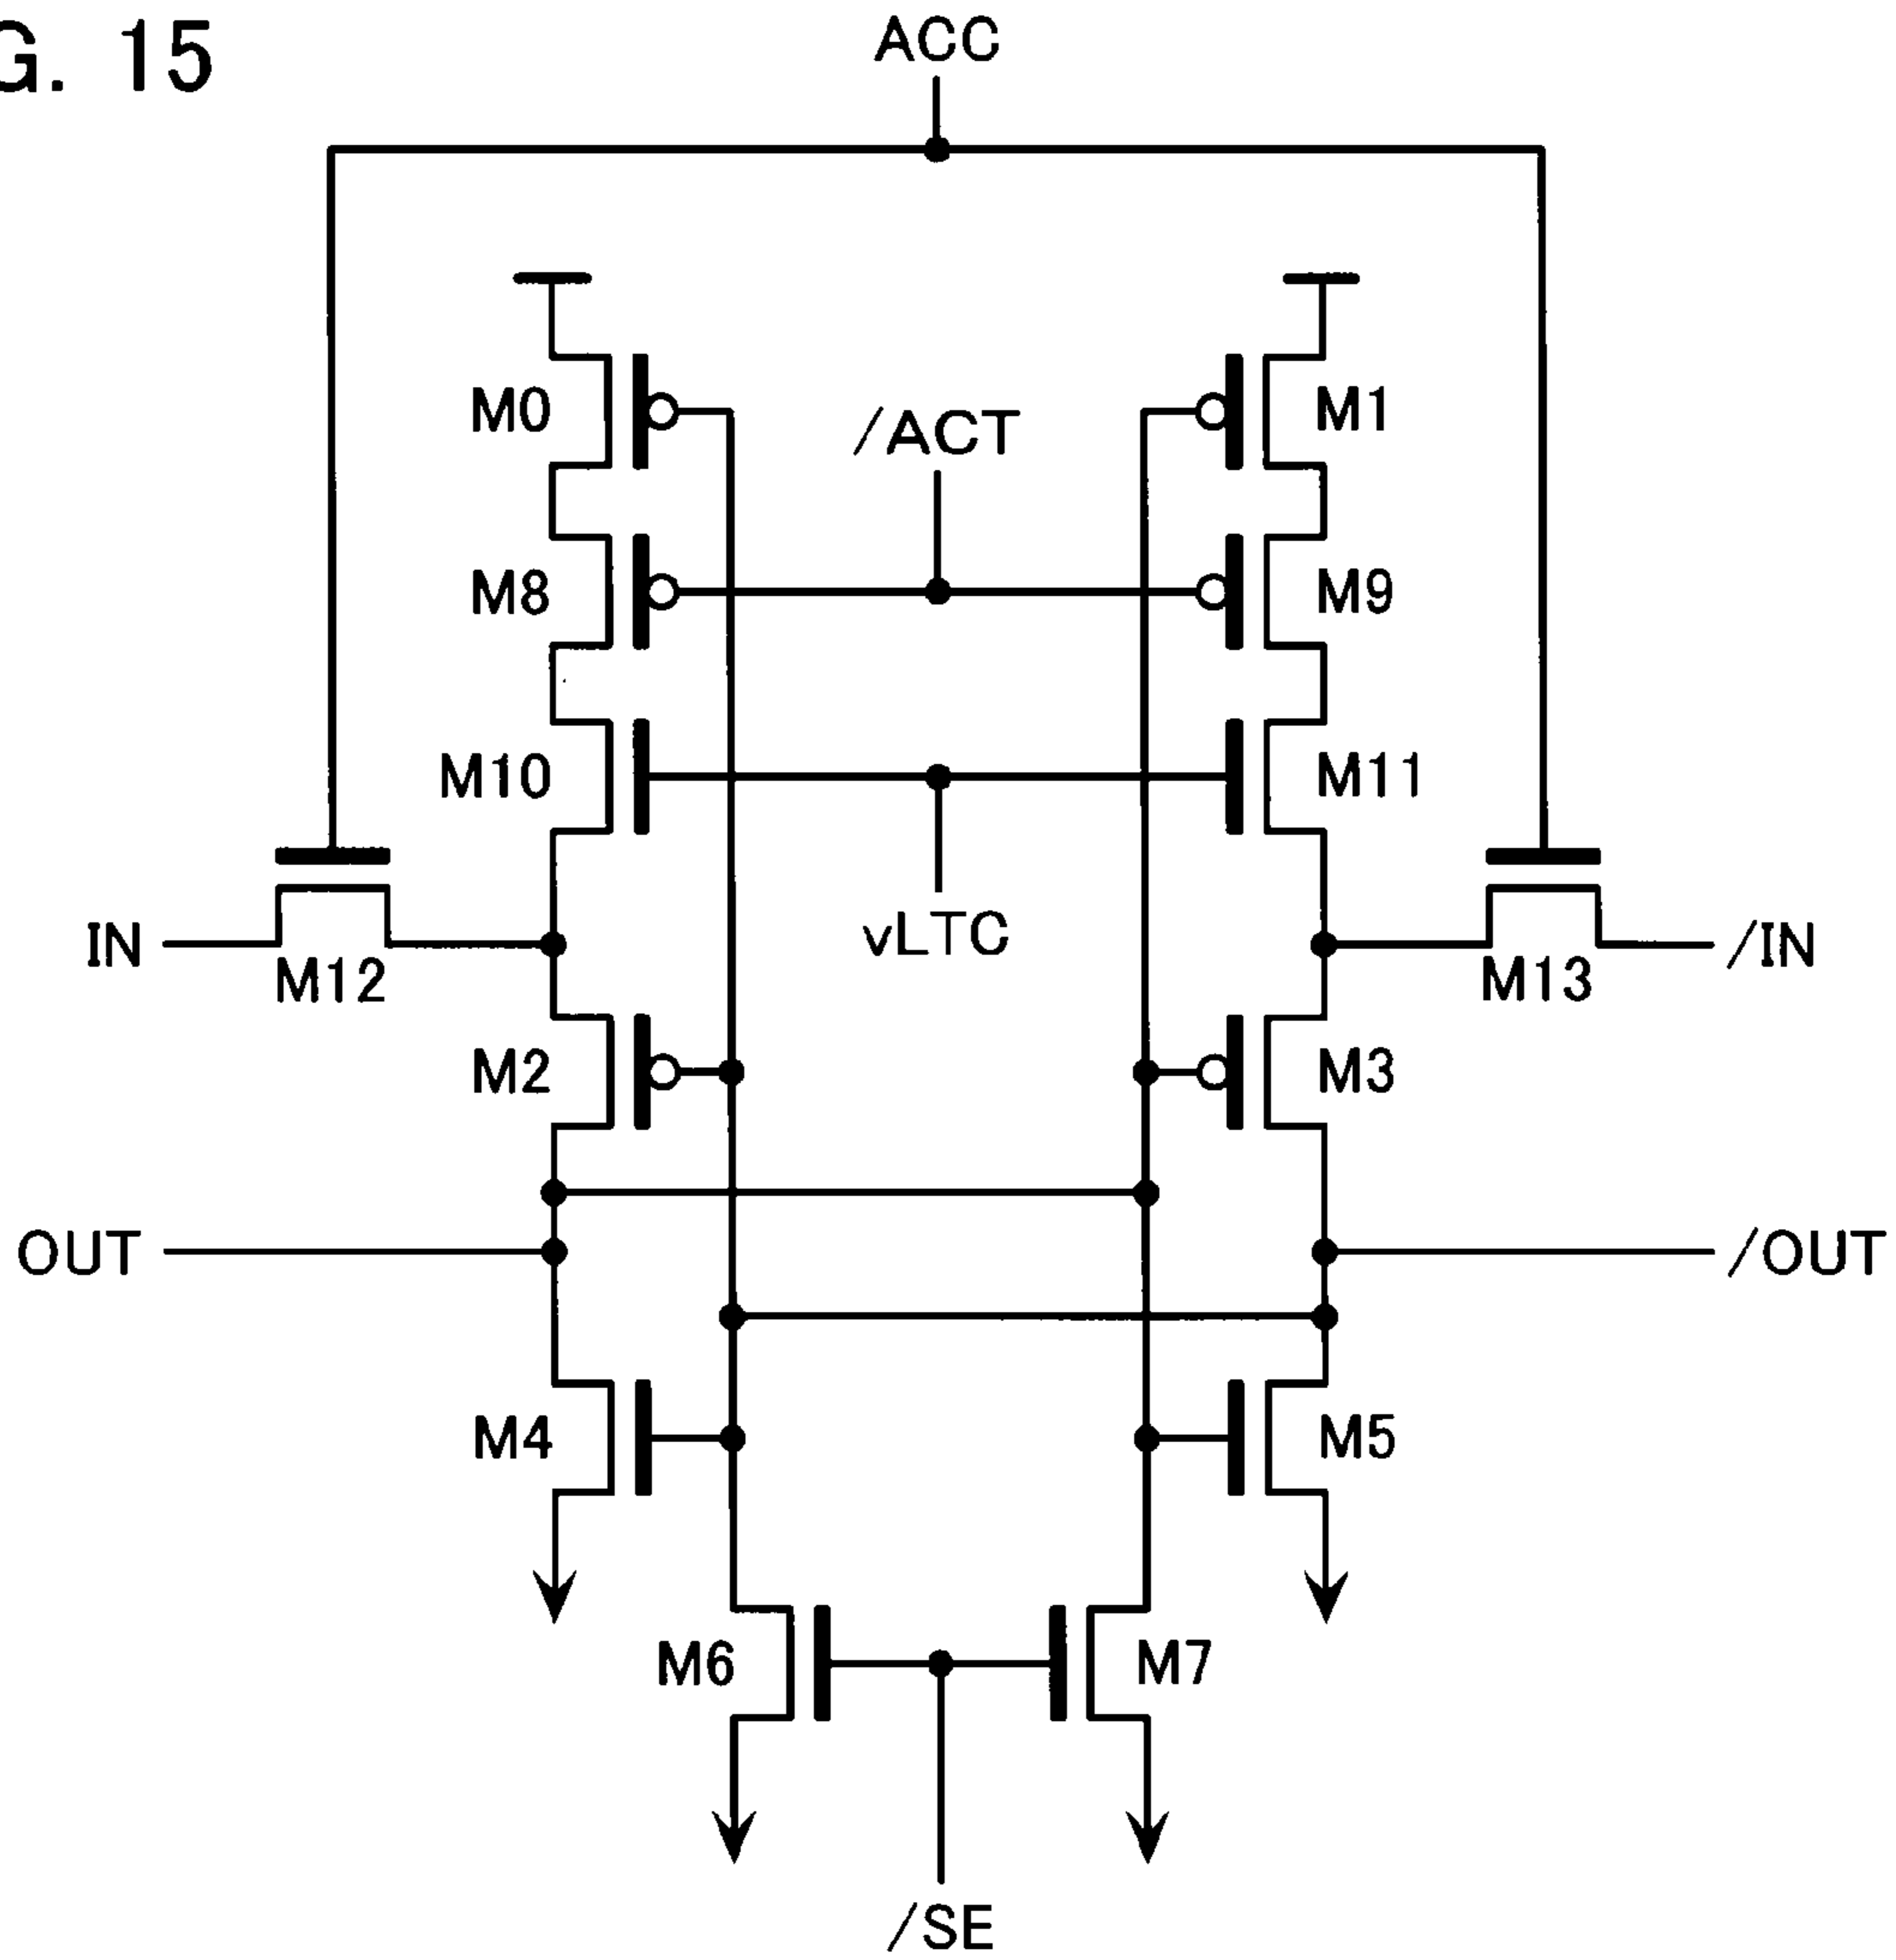 G. 15
ACC
M0
M1
/ACT
M8
M9
M10
M11
vLTC
IN
M12
M13
/IN
M2
M3
OUT
/OUT
M4
M5
M6
M7
/SE